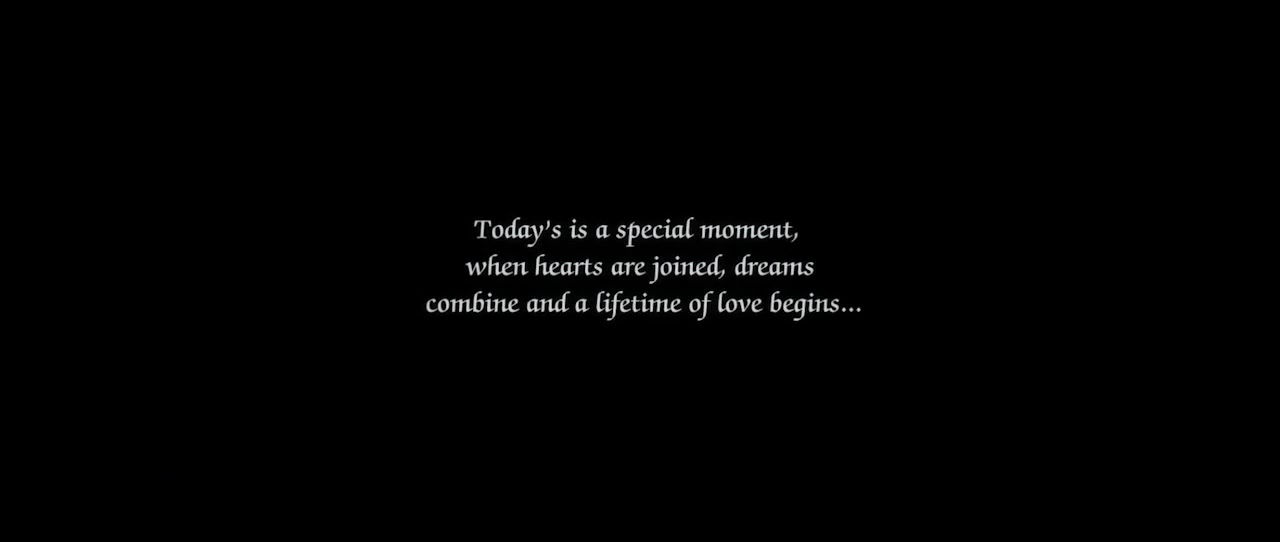 Today's is a special moment,
when hearts are joined, dreams
combine and a lifetime of love begins...